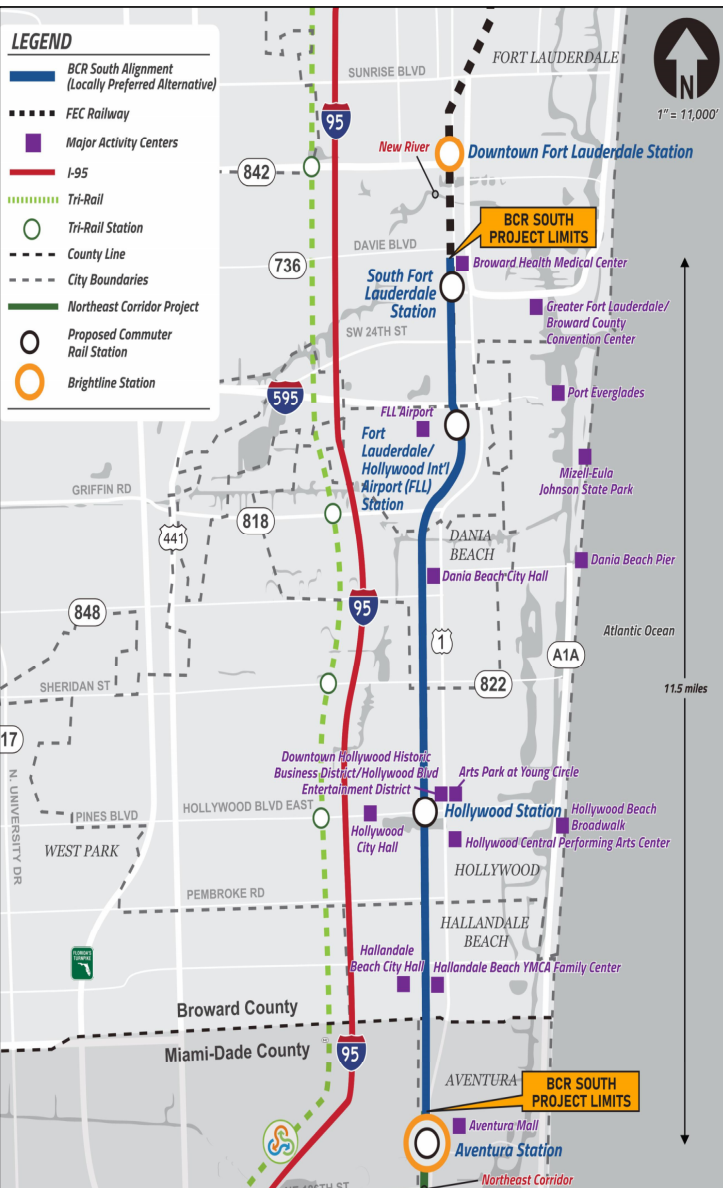 LEGEND
BCR South Alignment
(Locally Preferred Alternative)
FEC Railway
Major Activity Centers
I-95
Tri-Rail
Tri-Rail Station
County Line
City Boundaries
Northeast Corridor Project
Proposed Commuter
Rail Station
Brightline Station
FORT LAUDERDALE
N
1" = 11,000'
SUNRISE BLVD
95
New River
Downtown Fort Lauderdale Station
842
BCR SOUTH
PROJECT LIMITS
DAVIE BLVD
736
Broward Health Medical Center
South Fort
Lauderdale
Station
Greater Fort Lauderdale/
Broward County
Convention Center
SW 24TH ST
595
Port Everglades
FLL Airport
Fort
Lauderdale/
Hollywood Int'l
Airport (FLL)
Station
Mizell-Eula
Johnson State Park
GRIFFIN RD
818
441
DANIA
BEACH
Dania Beach Pier
Dania Beach City Hall
95
848
1
Atlantic Ocean
A1A
SHERIDAN ST
822
11.5 miles
17
N. UNIVERSITY DR
Downtown Hollywood Historic
Business District/Hollywood Blvd
Entertainment District
Arts Park at Young Circle
HOLLYWOOD BLVD EAST
PINES BLVD
Hollywood Station
Hollywood Beach
Broadwalk
Hollywood
City Hall
Hollywood Central Performing Arts Center
WEST PARK
HOLLYWOOD
PEMBROKE RD
HALLANDALE
BEACH
FLORIDA'S
TURNPIKE
Hallandale
Beach City Hall
Hallandale Beach YMCA Family Center
Broward County
Miami-Dade County
95
AVENTURA
BCR SOUTH
PROJECT LIMITS
Aventura Mall
Aventura Station
Northeast Corridor